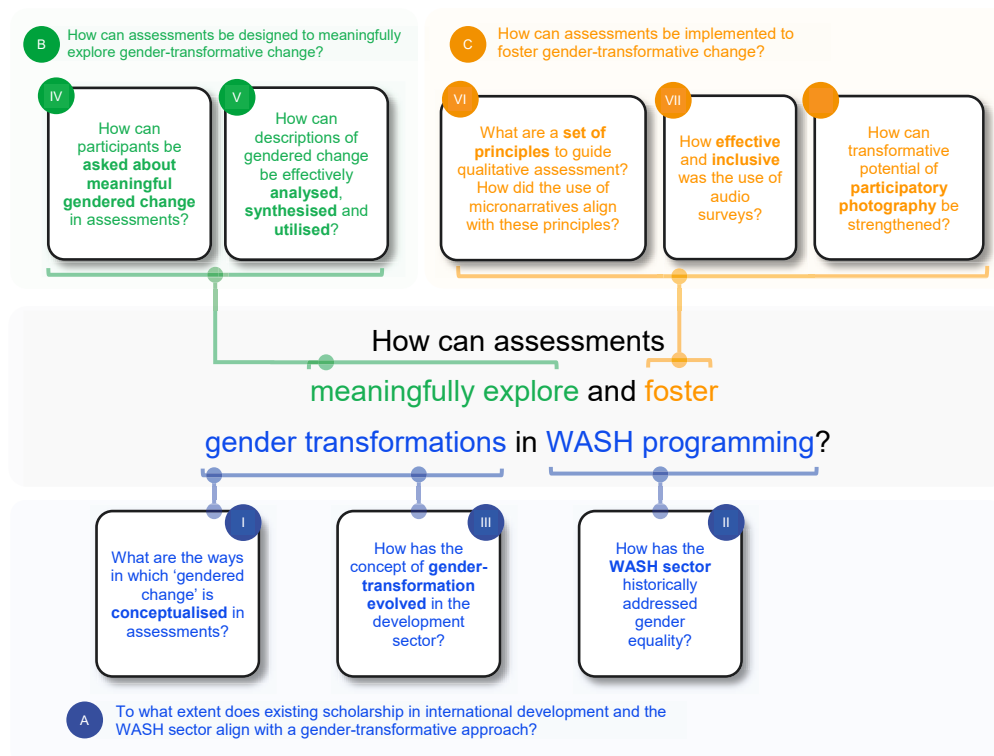 B
How can assessments be designed to meaningfully
explore gender-transformative change?
C
How can assessments be implemented to
foster gender-transformative change?
IV
How can
participants be
asked about
meaningful
gendered change
in assessments?
V
How can
descriptions of
gendered change
be effectively
analysed,
synthesised and
utilised?
VI
What are a set of
principles to guide
qualitative assessment?
How did the use of
micronarratives align
with these principles?
VII
How effective
and inclusive
was the use of
audio
surveys?
How can
transformative
potential of
participatory
photography be
strengthened?
How can assessments
meaningfully explore and foster
gender transformations in WASH programming?
I
What are the ways
in which ‘gendered
change’ is
conceptualised in
assessments?
III
How has the
concept of gender-
transformation
evolved in the
development
sector?
II
How has the
WASH sector
historically
addressed
gender
equality?
A
To what extent does existing scholarship in international development and the
WASH sector align with a gender-transformative approach?